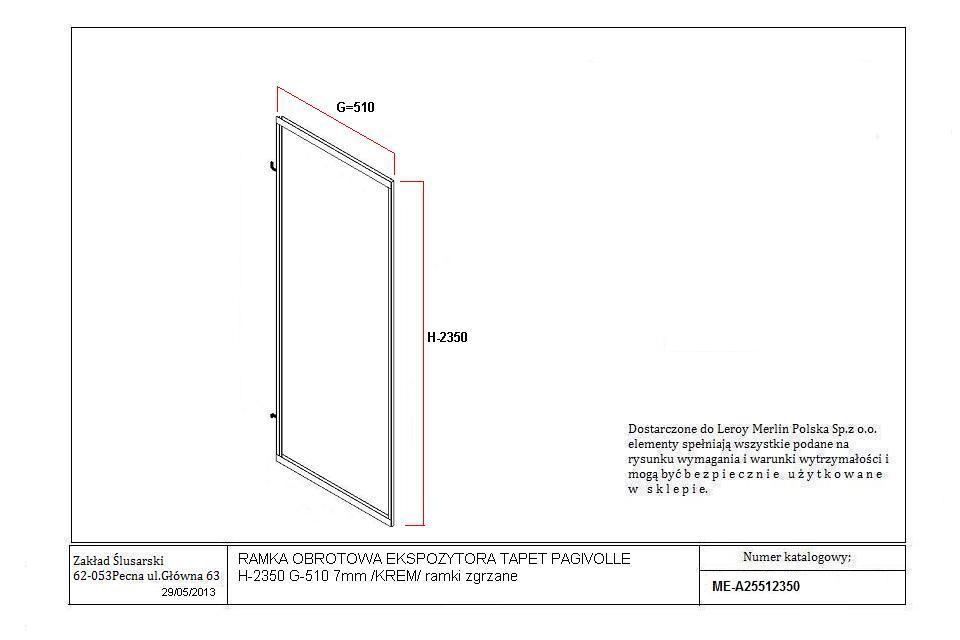 G=510
H-2350
Dostarczone do Leroy Merlin Polska Sp.z o.o.
elementy spełniają wszystkie podane na
rysunku wymagania i warunki wytrzymałości i
mogą być b e z p i e c z n i e u ż y t k o w a n e
w s k l e p i e.
Zakład Ślusarski
62-053Pecna ul.Główna 63
29/05/2013
RAMKA OBROTOWA EKSPOZYTORA TAPET PAGIVOLLE
H-2350 G-510 7mm /KREM/ ramki zgrzane
Numer katalogowy;
ME-A25512350